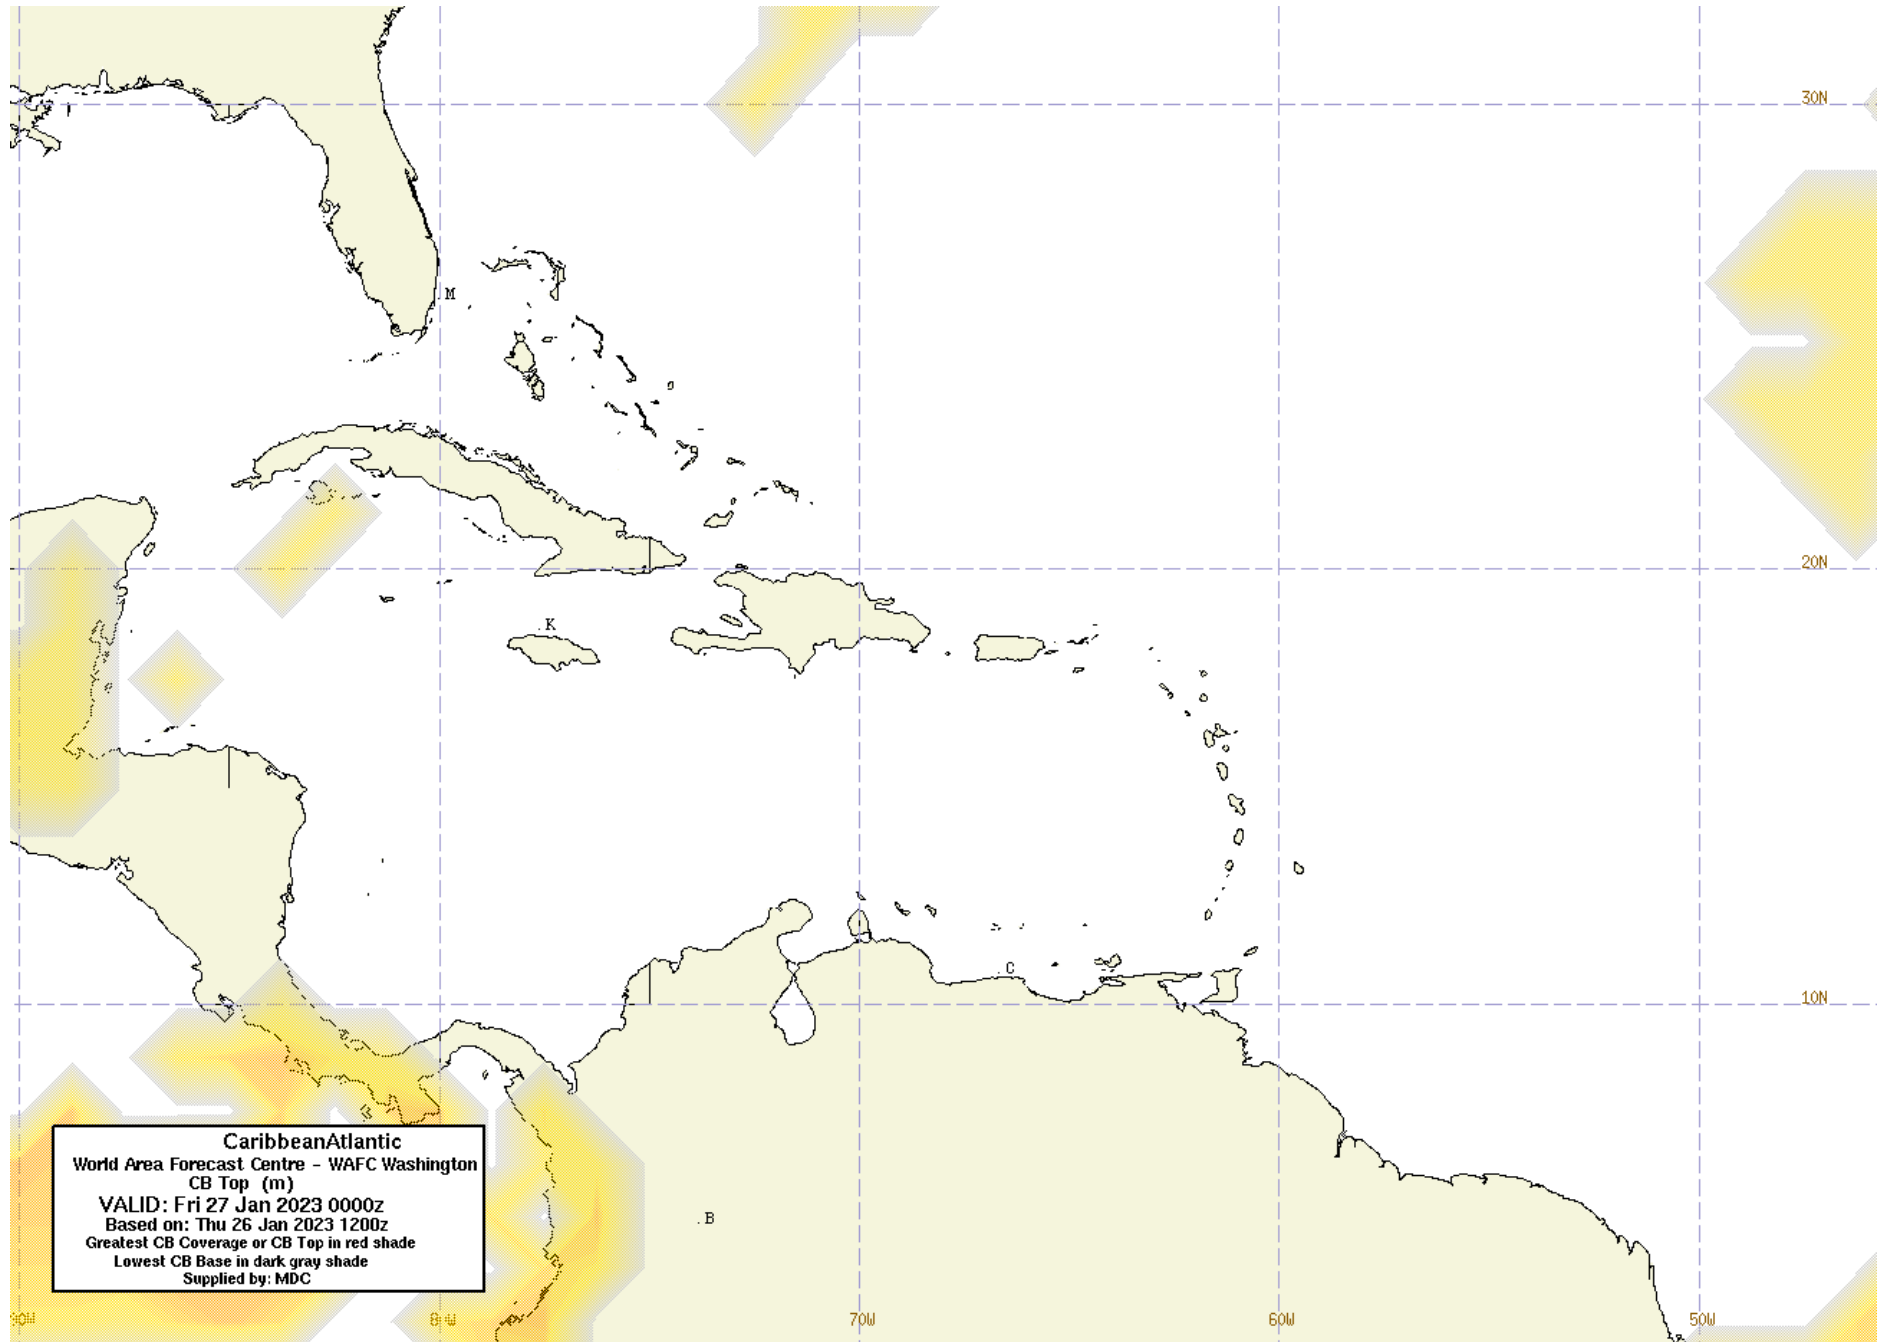 30N
.M
20N
.K
.C
10N
CaribbeanAtlantic
World Area Forecast Centre - WAFC Washington
CB Top (m)
VALID: Fri 27 Jan 2023 0000z
Based on: Thu 26 Jan 2023 1200z
Greatest CB Coverage or CB Top in red shade
Lowest CB Base in dark gray shade
Supplied by: MDC
.B
90W 80W 70W 60W 50W